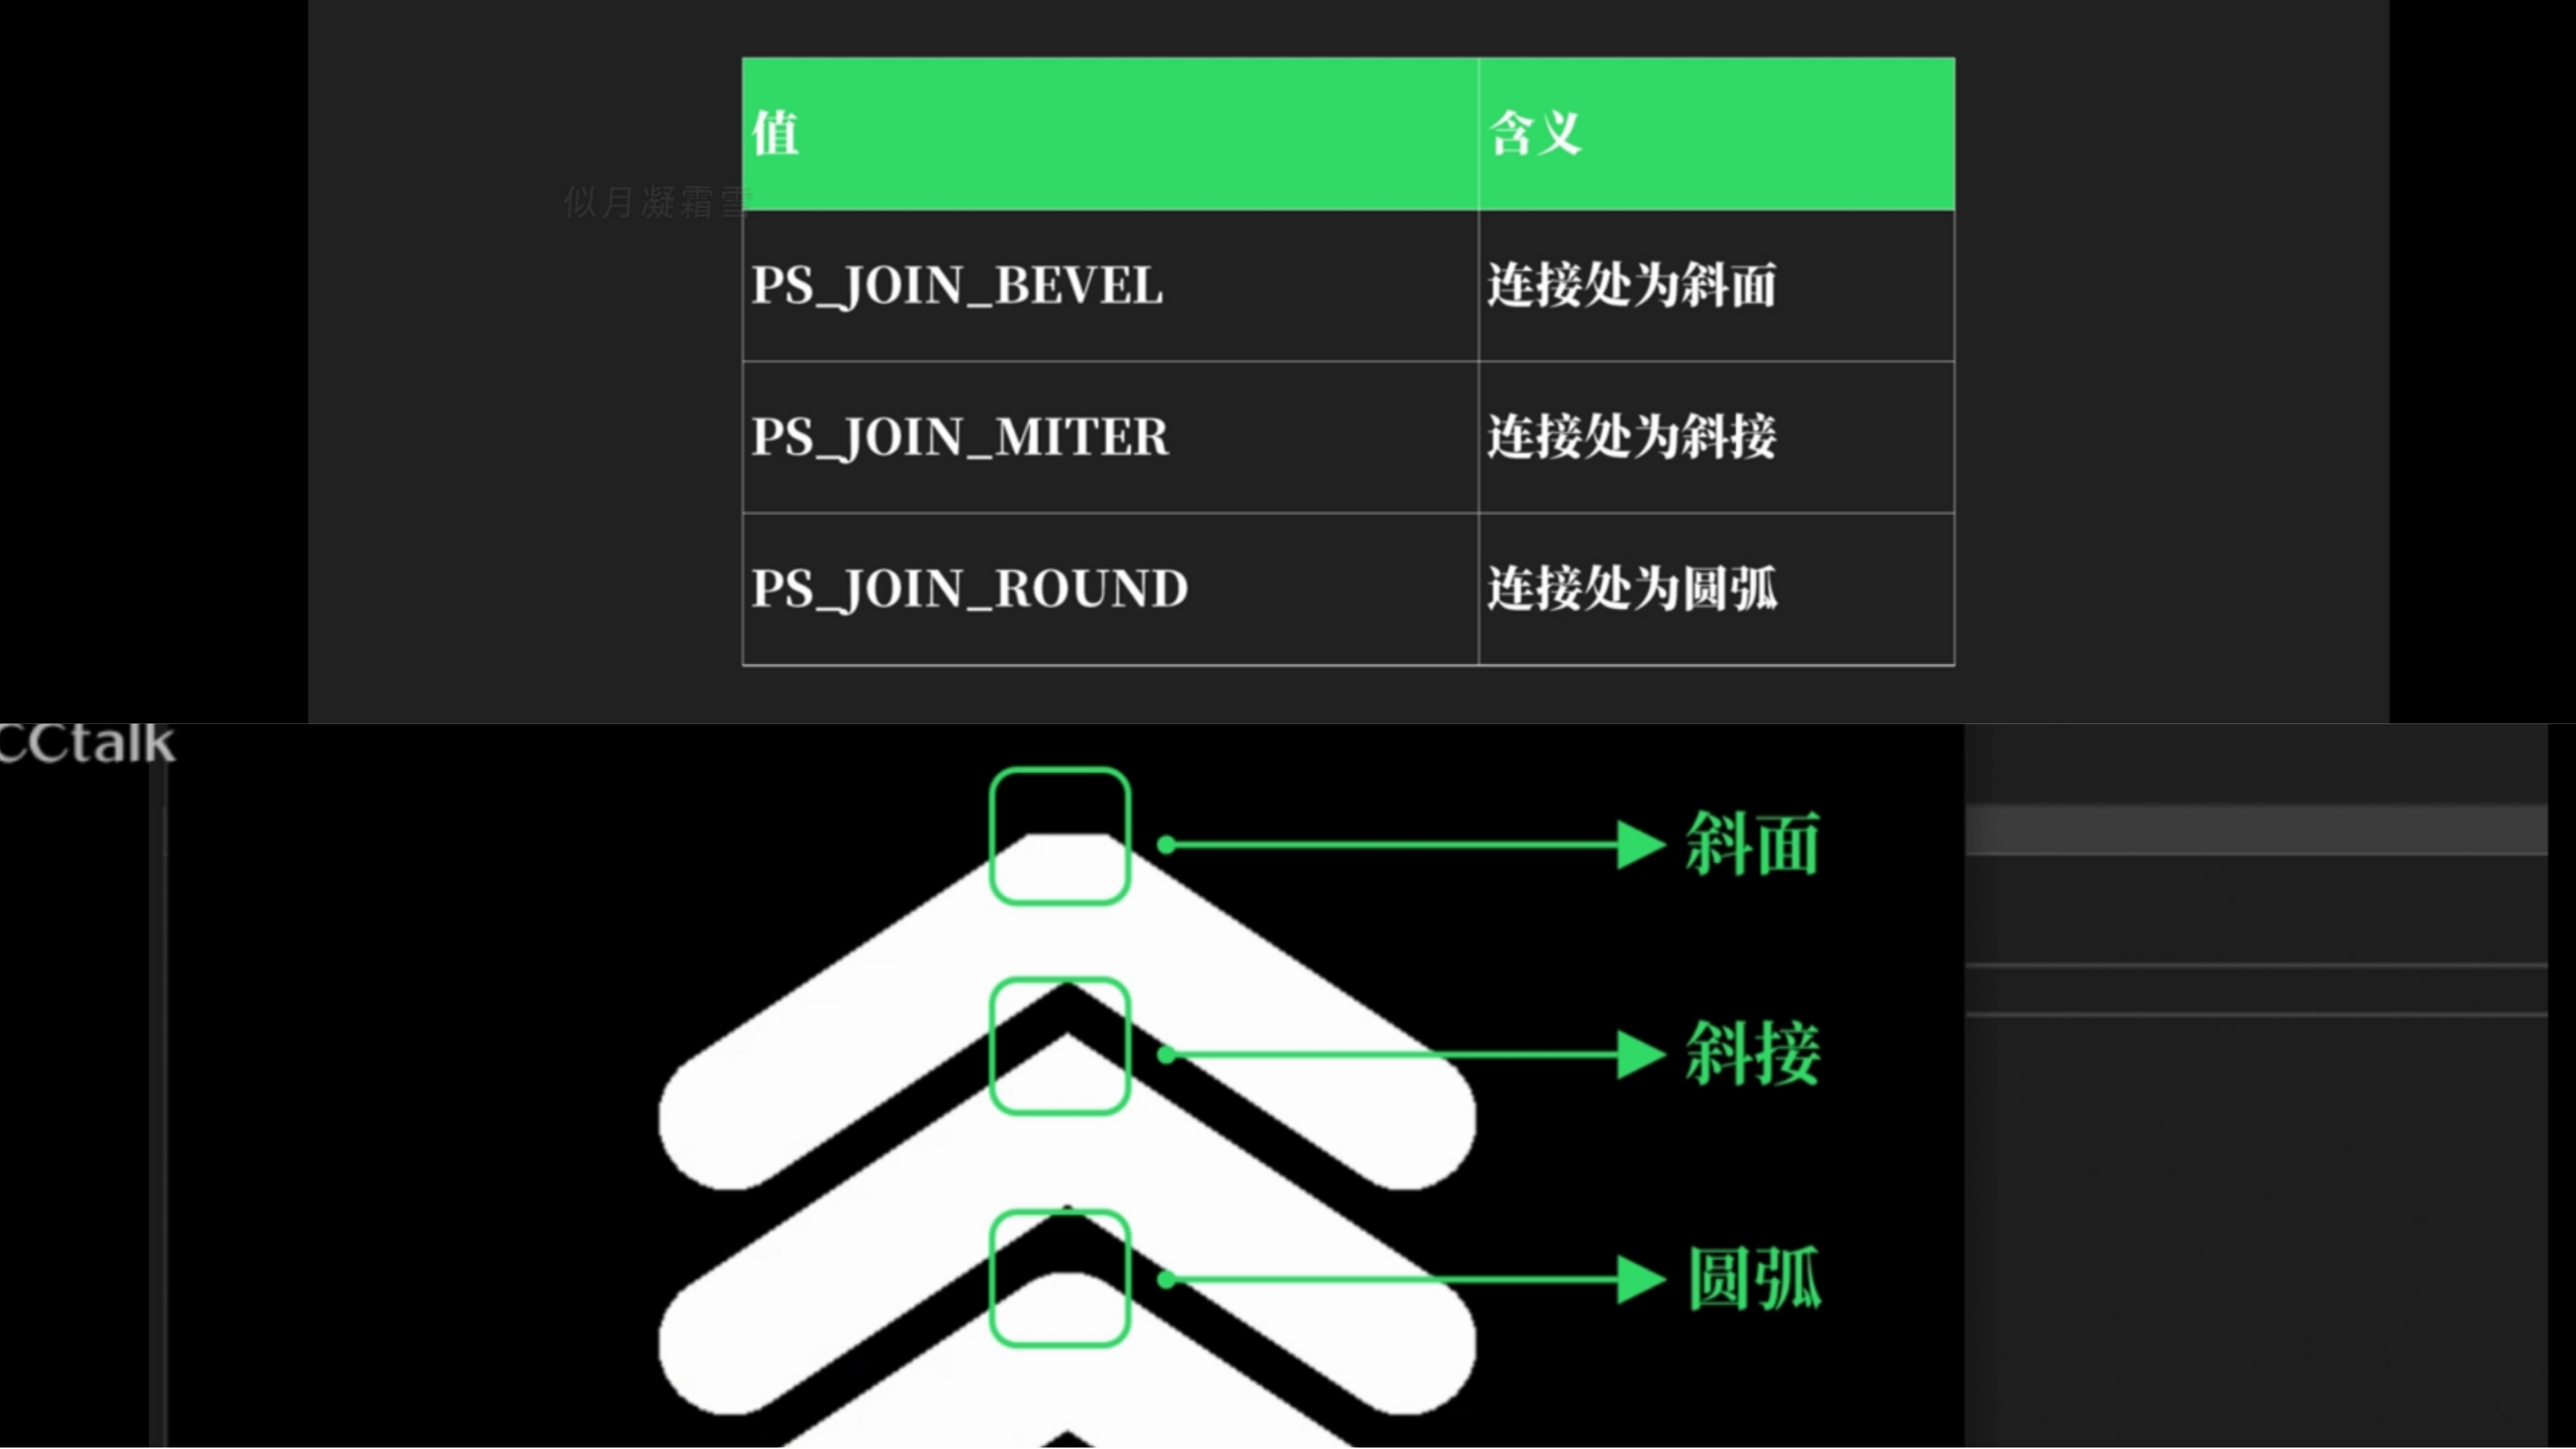 值 含义
似月凝霜雪
PS_JOIN_BEVEL 连接处为斜面
PS_JOIN_MITER 连接处为斜接
PS_JOIN_ROUND 连接处为圆弧
CCtalk
斜面
斜接
圆弧